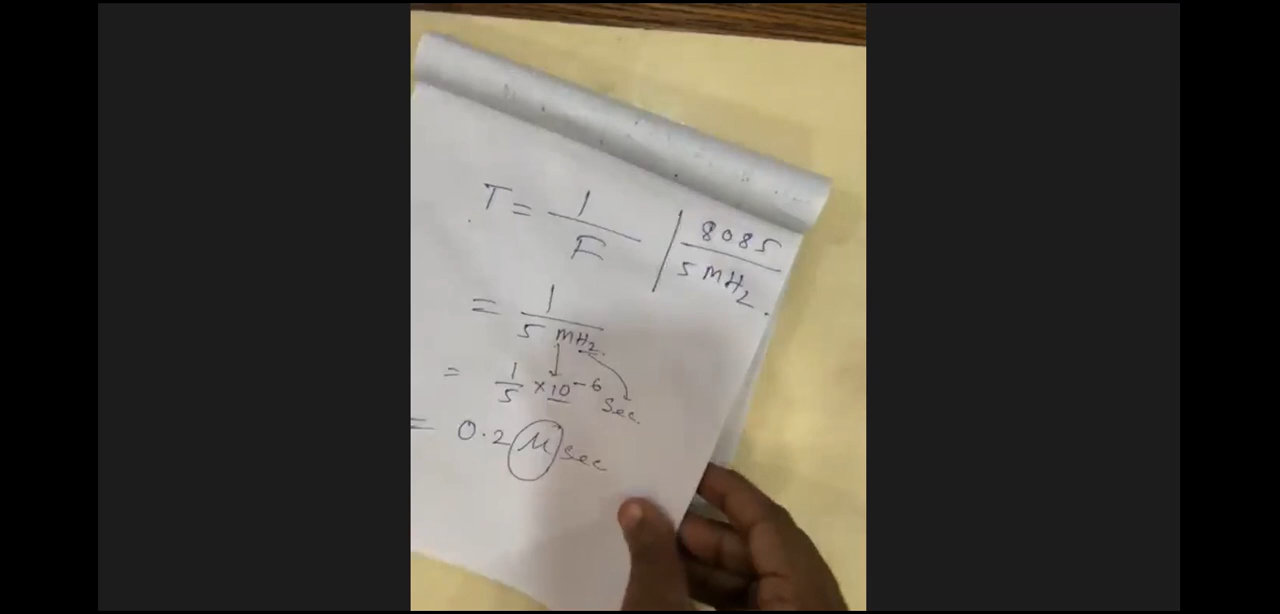 T = 1/F | 8085 / 5 MHz.
= 1/5 MHz.
= 1/5 × 10⁻⁶ Sec.
= 0.2 μ sec